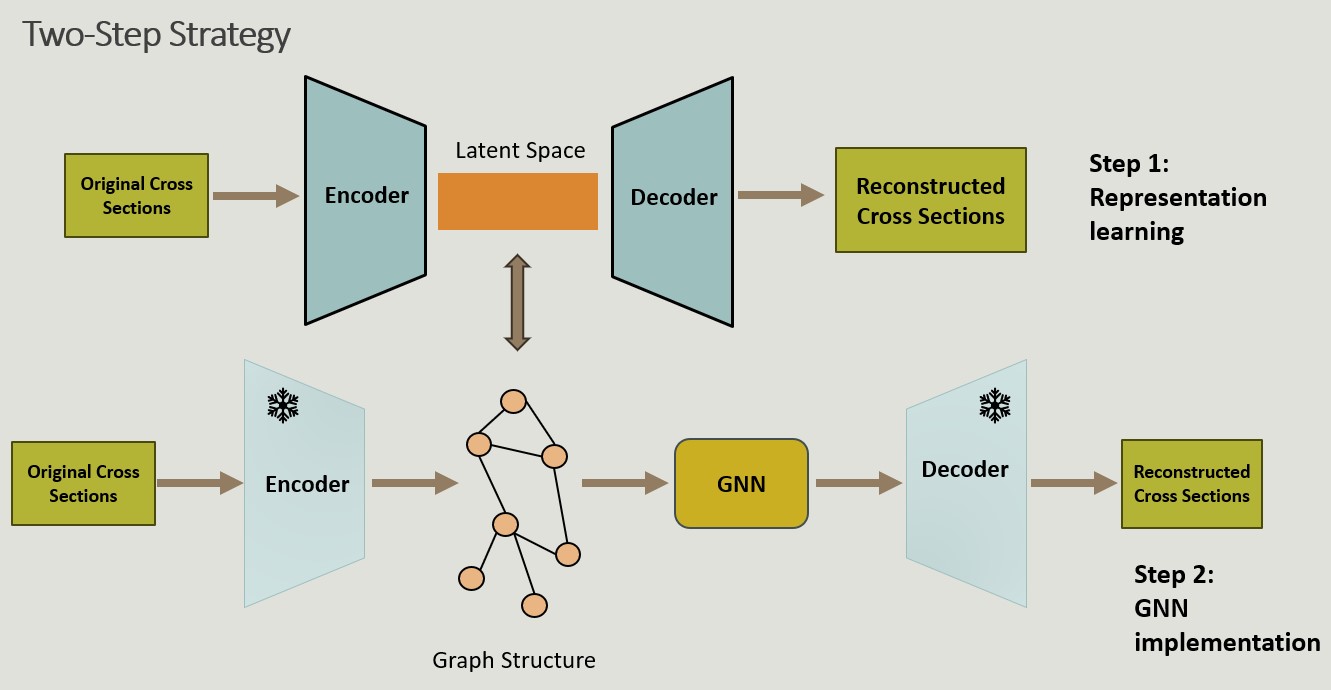 Two-Step Strategy
Original Cross
Sections
Encoder
Latent Space
Decoder
Reconstructed
Cross Sections
Step 1:
Representation
learning
Original Cross
Sections
Encoder
Graph Structure
GNN
Decoder
Reconstructed
Cross Sections
Step 2:
GNN
implementation